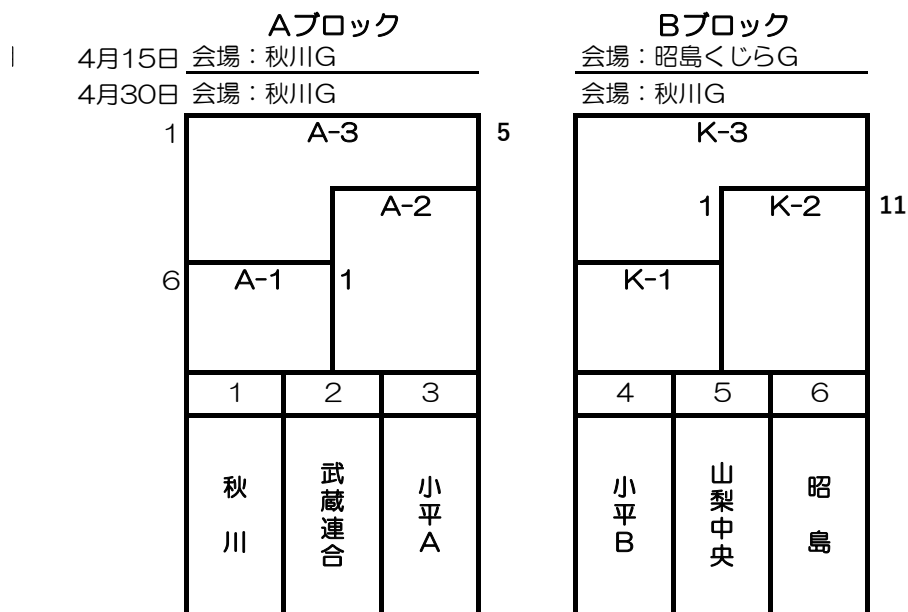 Aブロック Bブロック
4月15日 会場：秋川G 会場：昭島くじらG
4月30日 会場：秋川G 会場：秋川G
1 A-3 5 K-3
A-2 1 K-2 11
6 A-1 1 K-1
1 2 3 4 5 6
秋川 武蔵連合 小平A 小平B 山梨中央 昭島